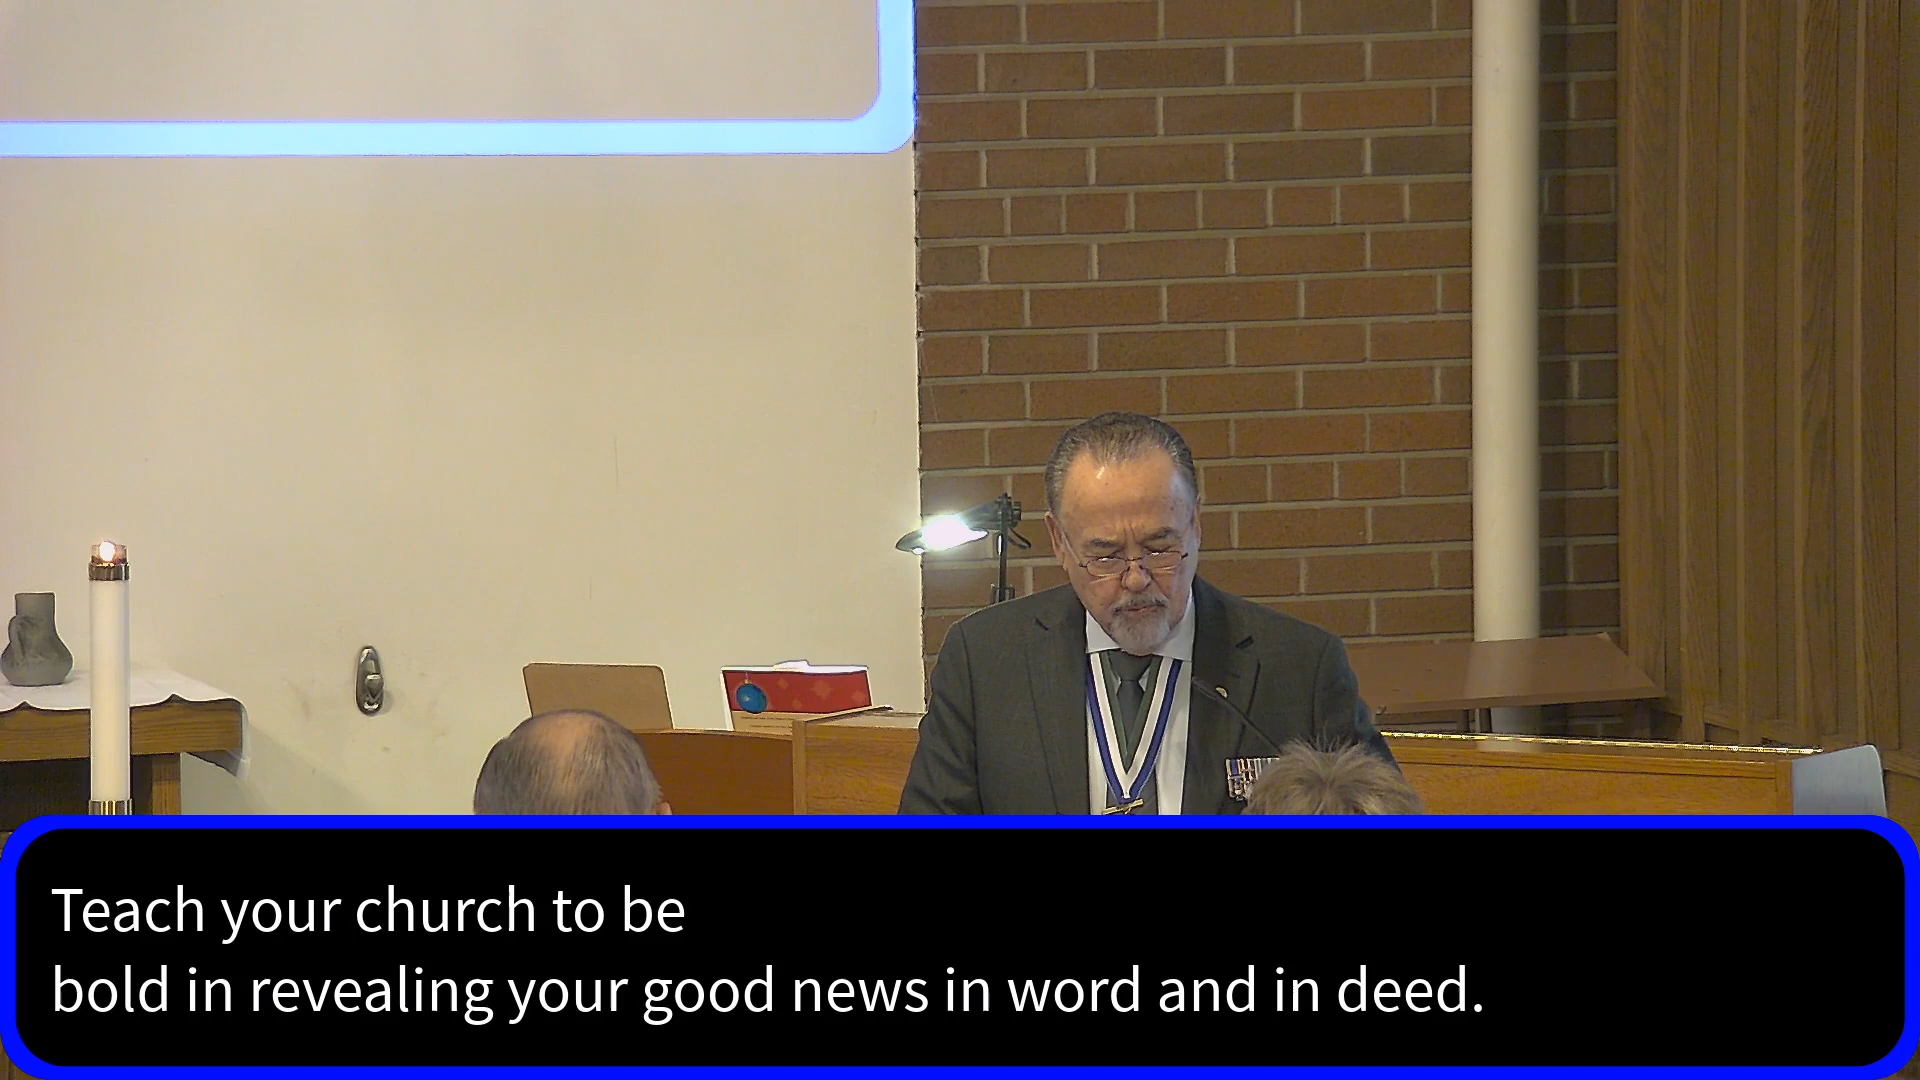 Teach your church to be
bold in revealing your good news in word and in deed.